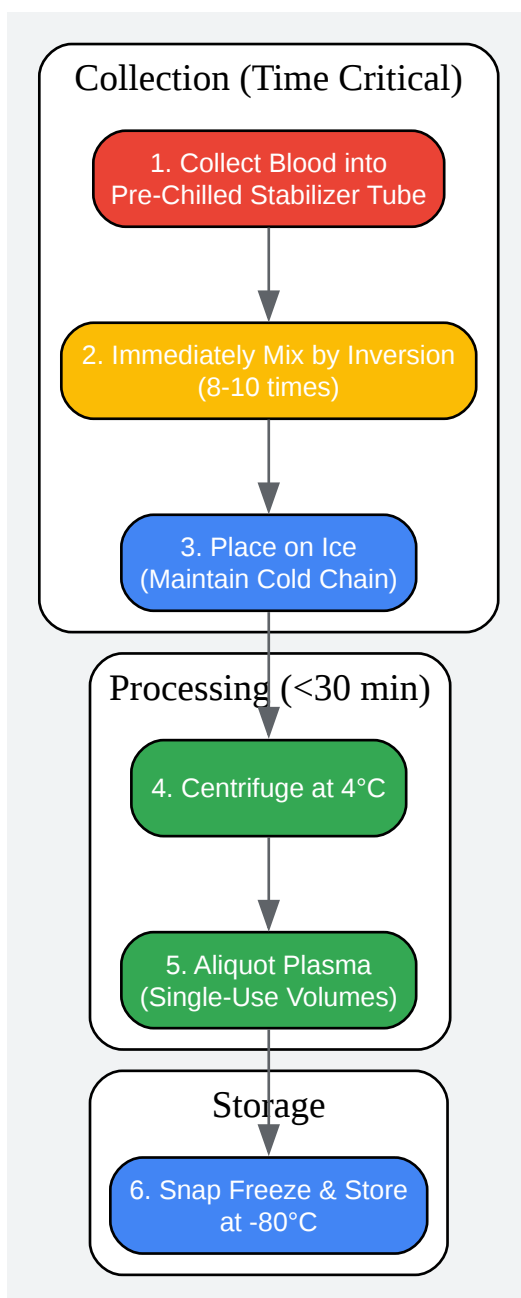 Collection (Time Critical)
1. Collect Blood into
Pre-Chilled Stabilizer Tube
2. Immediately Mix by Inversion
(8-10 times)
3. Place on Ice
(Maintain Cold Chain)
Processing (<30 min)
4. Centrifuge at 4°C
5. Aliquot Plasma
(Single-Use Volumes)
Storage
6. Snap Freeze & Store
at -80°C